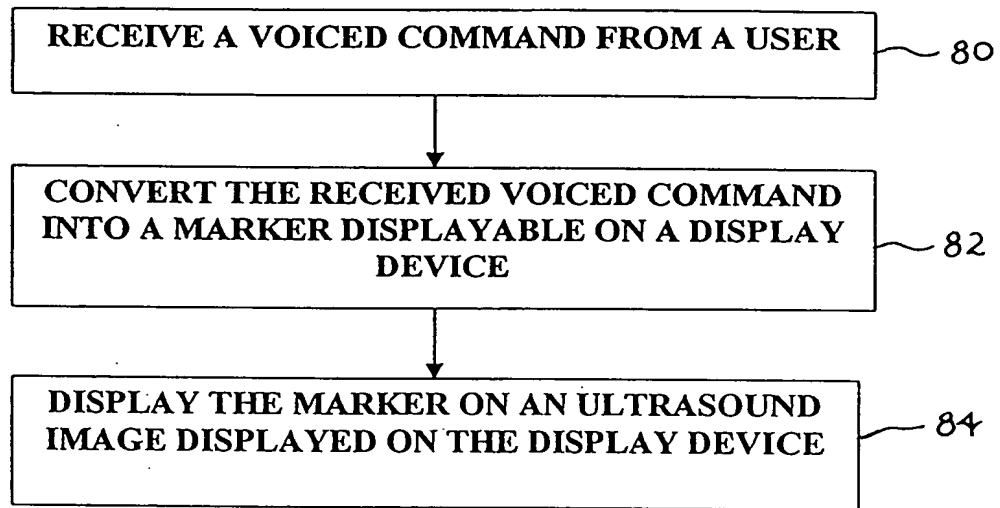 RECEIVE A VOICED COMMAND FROM A USER
80
CONVERT THE RECEIVED VOICED COMMAND
INTO A MARKER DISPLAYABLE ON A DISPLAY
DEVICE
82
DISPLAY THE MARKER ON AN ULTRASOUND
IMAGE DISPLAYED ON THE DISPLAY DEVICE
84